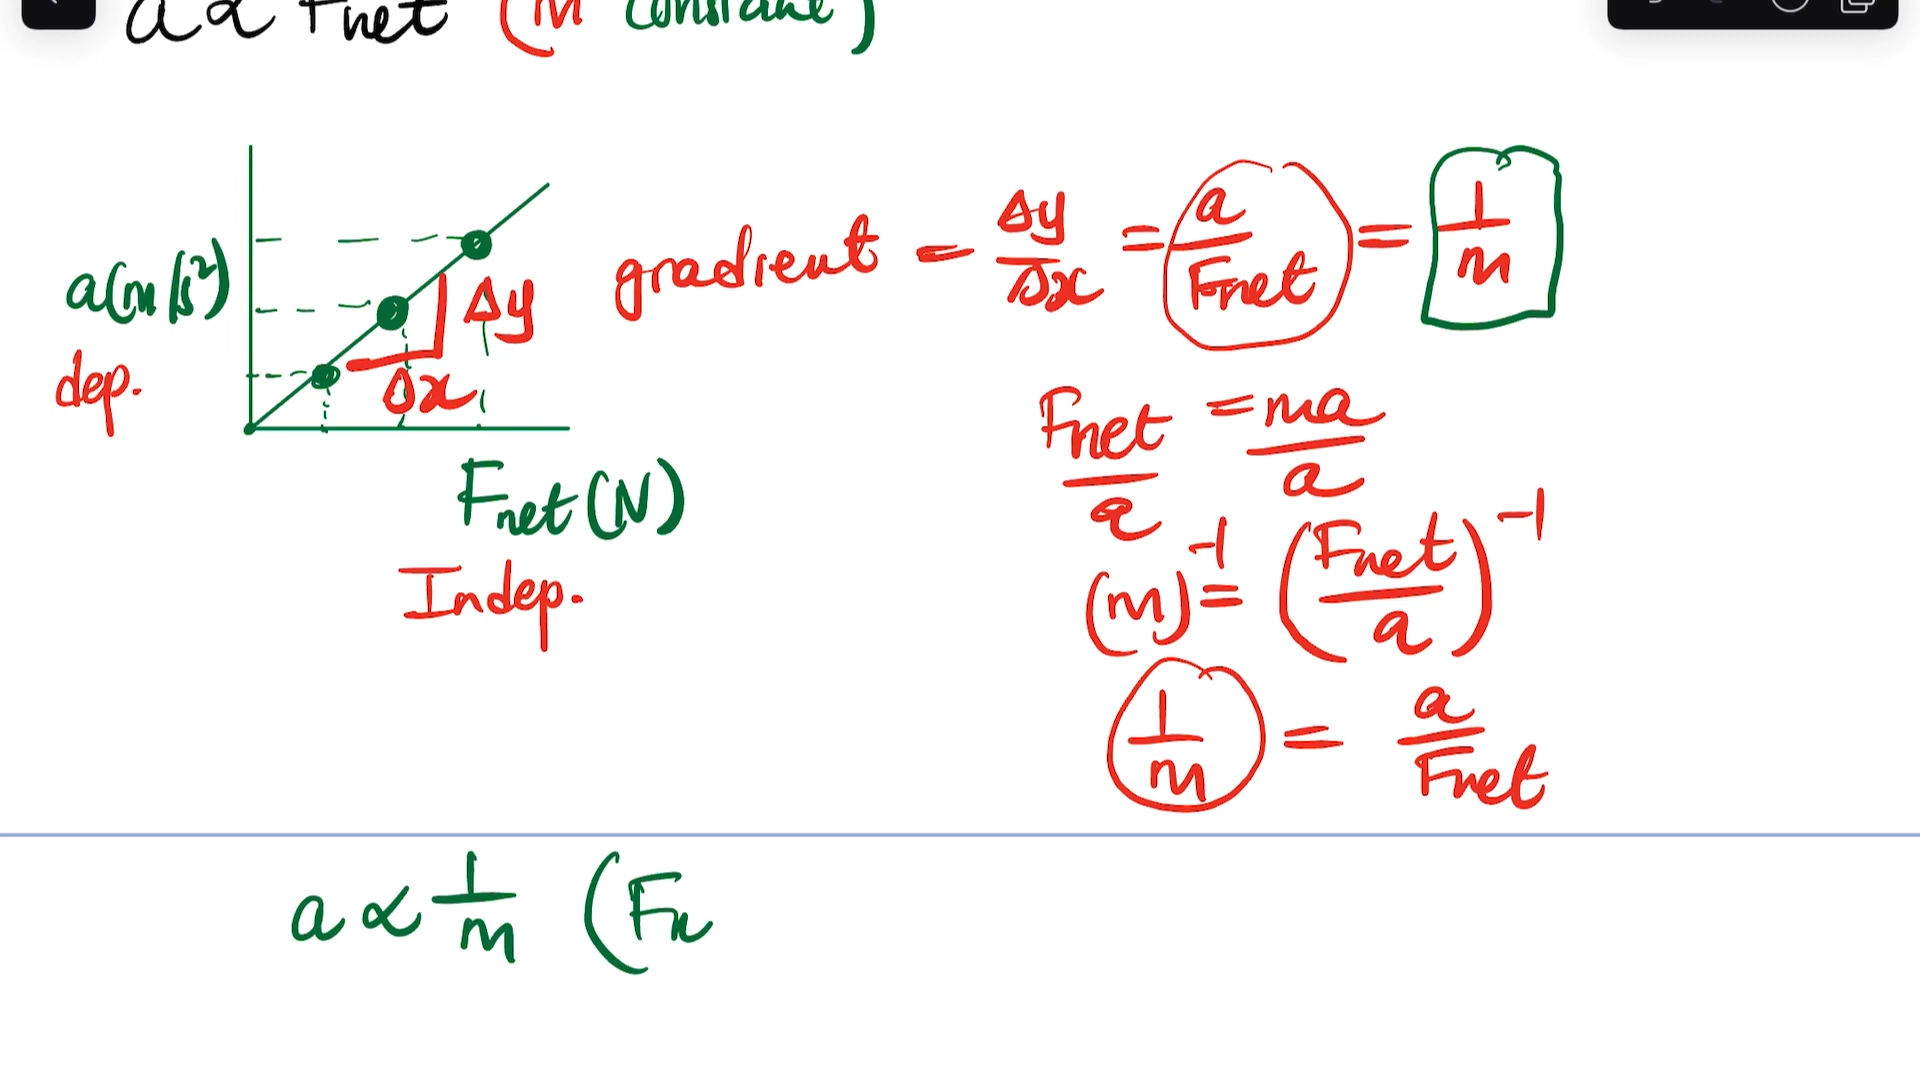 a ∝ Fnet (m constant)
a(m/s²)
dep.
Δy
Δx
Fnet(N)
Indep.
gradient = Δy/Δx = a/Fnet = 1/m
Fnet/a = ma/a
(m)⁻¹ = (Fnet/a)⁻¹
1/m = a/Fnet
a ∝ 1/m (Fn